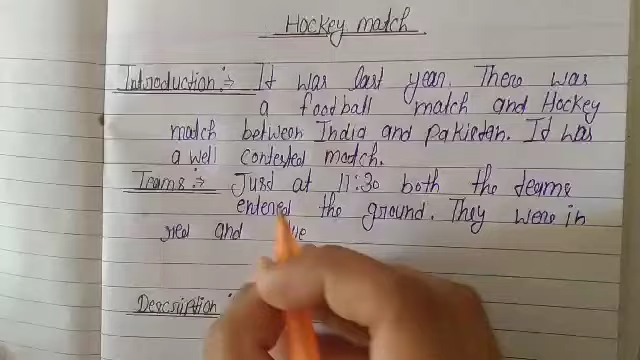 Hockey match.
Introduction :→ It was last year. There was
a football match and Hockey
match between India and Pakistan. It was
a well contested match.
Teams :→ Just at 11:30 both the teams
entered the ground. They were in
red and
Description :